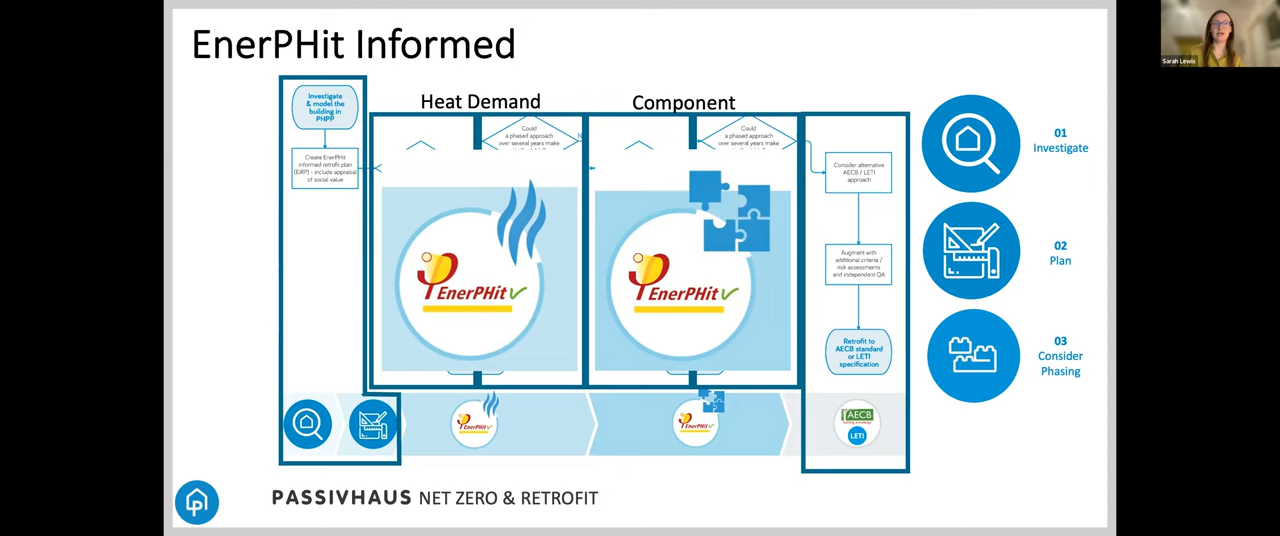 EnerPHit Informed
Sarah Lewis
Investigate
& model the
building in
PHPP
Create EnerPHit
informed retrofit plan
(EiRP) - include appraisal
of social value
Heat Demand
Could
a phased approach
over several years make
N
EnerPHit
Component
Could
a phased approach
over several years make
EnerPHit
Consider alternative
AECB / LETI
approach
Augment with
additional criteria /
risk assessments
and independent QA
Retrofit to
AECB standard
or LETI
specification
01
Investigate
02
Plan
03
Consider
Phasing
EnerPHit
EnerPHit
AECB
LETI
PASSIVHAUS NET ZERO & RETROFIT